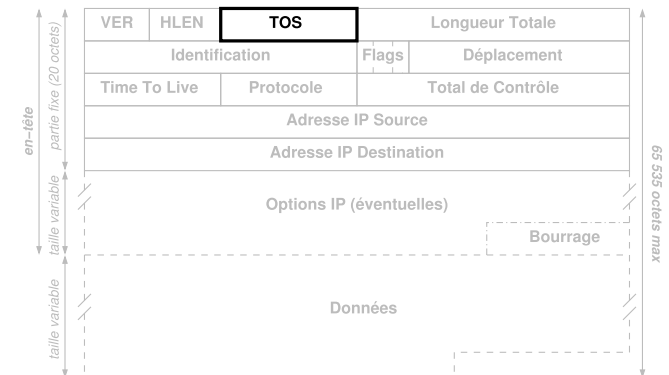 VER HLEN TOS Longueur Totale
Identification Flags Déplacement
Time To Live Protocole Total de Contrôle
Adresse IP Source
Adresse IP Destination
Options IP (éventuelles)
Bourrage
Données
en−tête
partie fixe (20 octets)
taille variable
taille variable
65 535 octets max